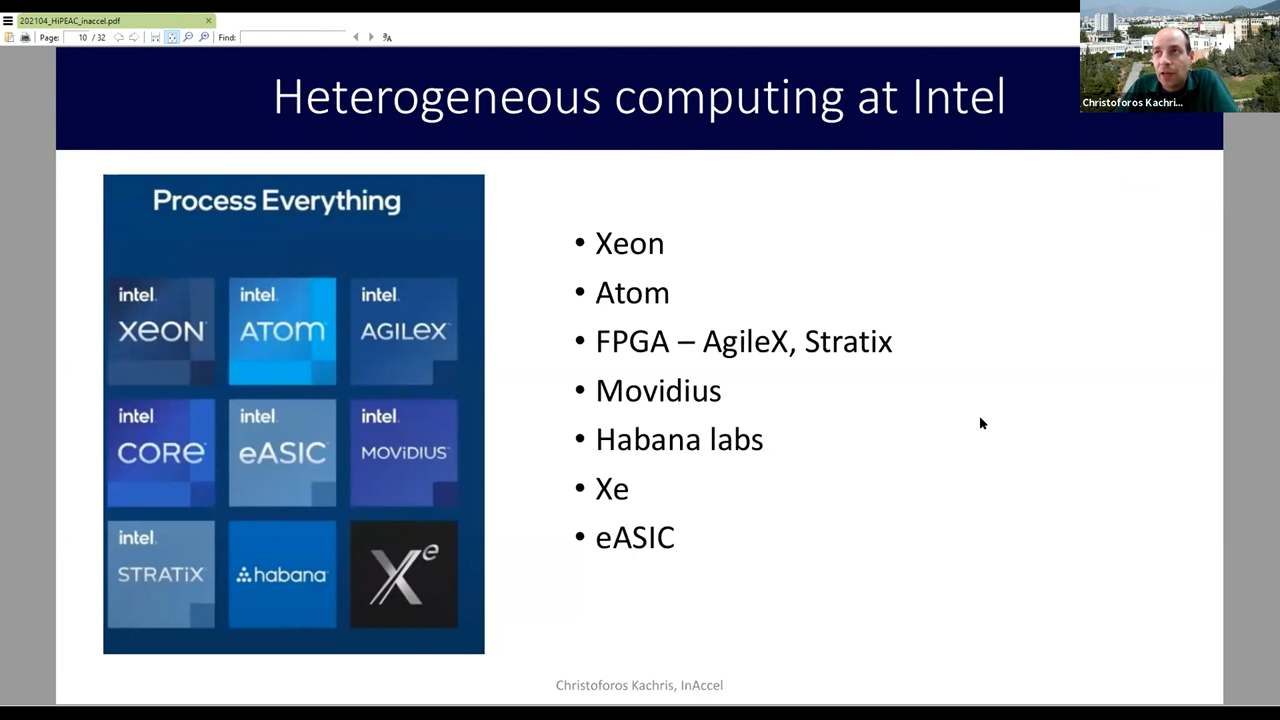 202104_HiPEAC_inaccel.pdf
Page: 10 / 32 Find:
Christoforos Kachri...
Heterogeneous computing at Intel
Process Everything
intel. xeon intel. ATOM intel. AGILEX
intel. CORe intel. eASIC intel. MOViDiUS
intel. STRATiX habana Xe
• Xeon
• Atom
• FPGA – AgileX, Stratix
• Movidius
• Habana labs
• Xe
• eASIC
Christoforos Kachris, InAccel